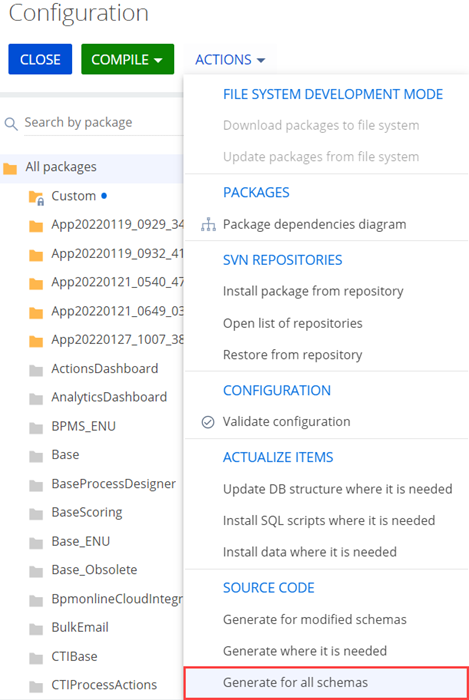 Configuration
CLOSE
COMPILE
ACTIONS
Search by package
All packages
Custom
App20220119_0929_34
App20220119_0932_41
App20220121_0540_47
App20220121_0649_03
App20220127_1007_38
ActionsDashboard
AnalyticsDashboard
BPMS_ENU
Base
BaseProcessDesigner
BaseScoring
Base_ENU
Base_Obsolete
BpmonlineCloudIntegr
BulkEmail
CTIBase
CTIProcessActions
FILE SYSTEM DEVELOPMENT MODE
Download packages to file system
Update packages from file system
PACKAGES
Package dependencies diagram
SVN REPOSITORIES
Install package from repository
Open list of repositories
Restore from repository
CONFIGURATION
Validate configuration
ACTUALIZE ITEMS
Update DB structure where it is needed
Install SQL scripts where it is needed
Install data where it is needed
SOURCE CODE
Generate for modified schemas
Generate where it is needed
Generate for all schemas